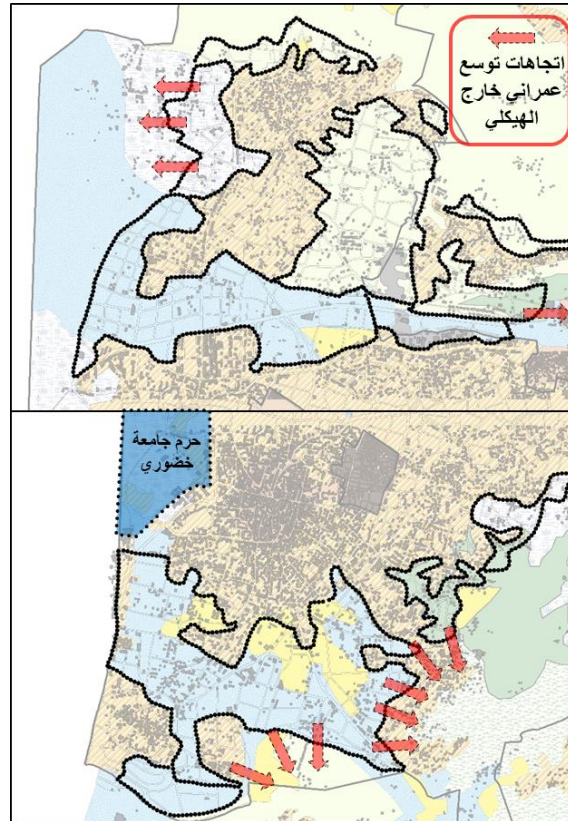 اتجاهات توسع
عمراني خارج
الهيكلي
حرم جامعة
خضوري